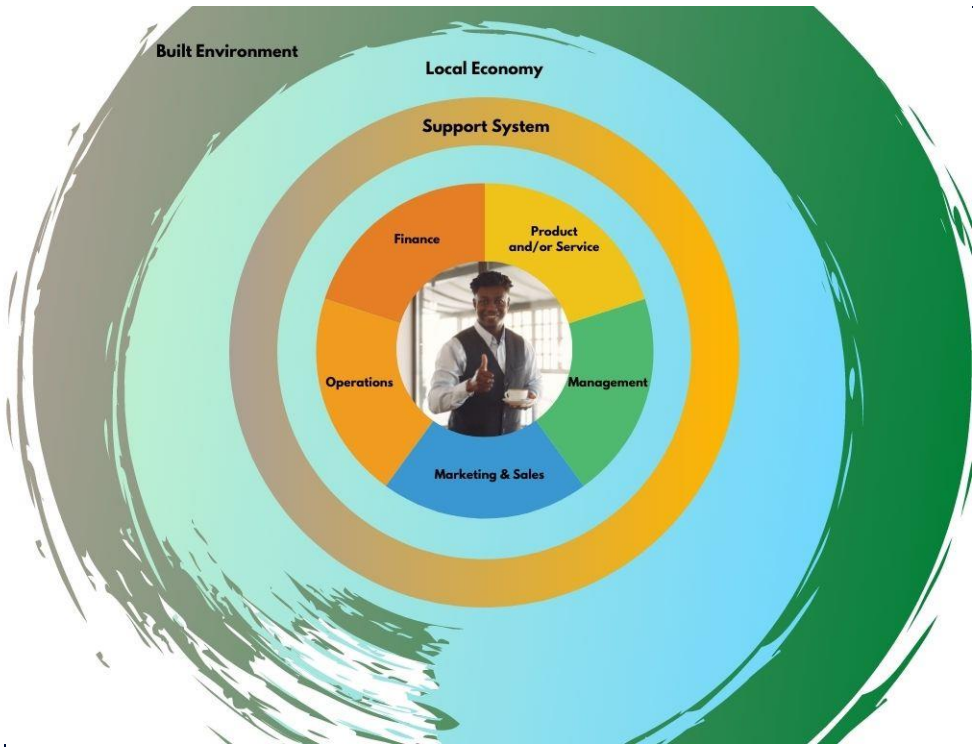 Built Environment
Local Economy
Support System
Finance
Product
and/or Service
Operations
Management
Marketing & Sales